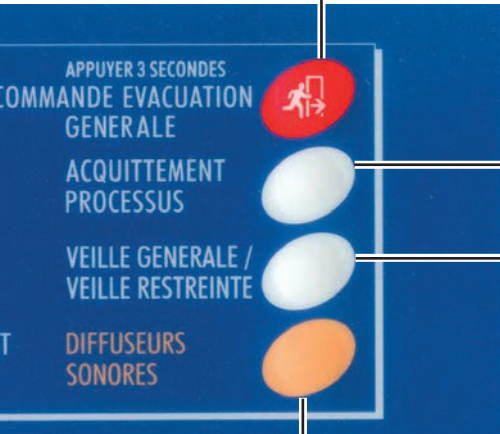 APPUYER 3 SECONDES
COMMANDE EVACUATION
GENERALE
ACQUITTEMENT
PROCESSUS
VEILLE GENERALE /
VEILLE RESTREINTE
T DIFFUSEURS
SONORES